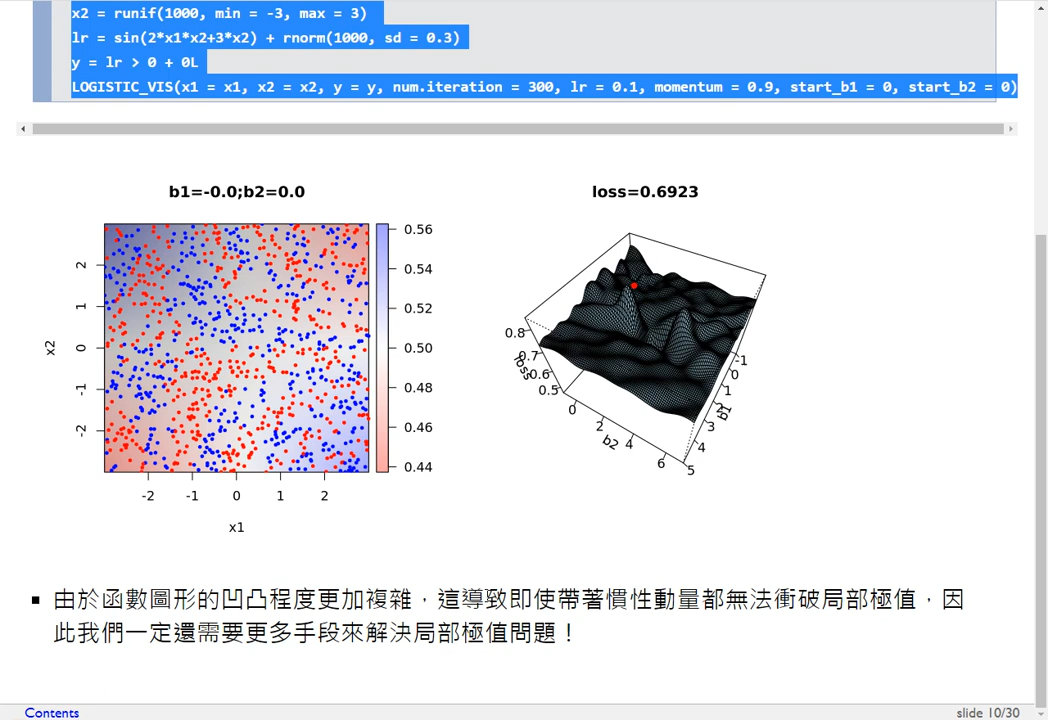 x2 = runif(1000, min = -3, max = 3)
lr = sin(2*x1*x2+3*x2) + rnorm(1000, sd = 0.3)
y = lr > 0 + 0L
LOGISTIC_VIS(x1 = x1, x2 = x2, y = y, num.iteration = 300, lr = 0.1, momentum = 0.9, start_b1 = 0, start_b2 = 0)
b1=-0.0;b2=0.0
loss=0.6923
x2
2
1
0
-1
-2
-2 -1 0 1 2
x1
0.56
0.54
0.52
0.50
0.48
0.46
0.44
0.8
0.7
0.6
0.5
loss
0 2 4 6
b2
-1
0
1
2
3
4
5
b1
▪ 由於函數圖形的凹凸程度更加複雜，這導致即使帶著慣性動量都無法衝破局部極值，因
此我們一定還需要更多手段來解決局部極值問題！
Contents
slide 10/30